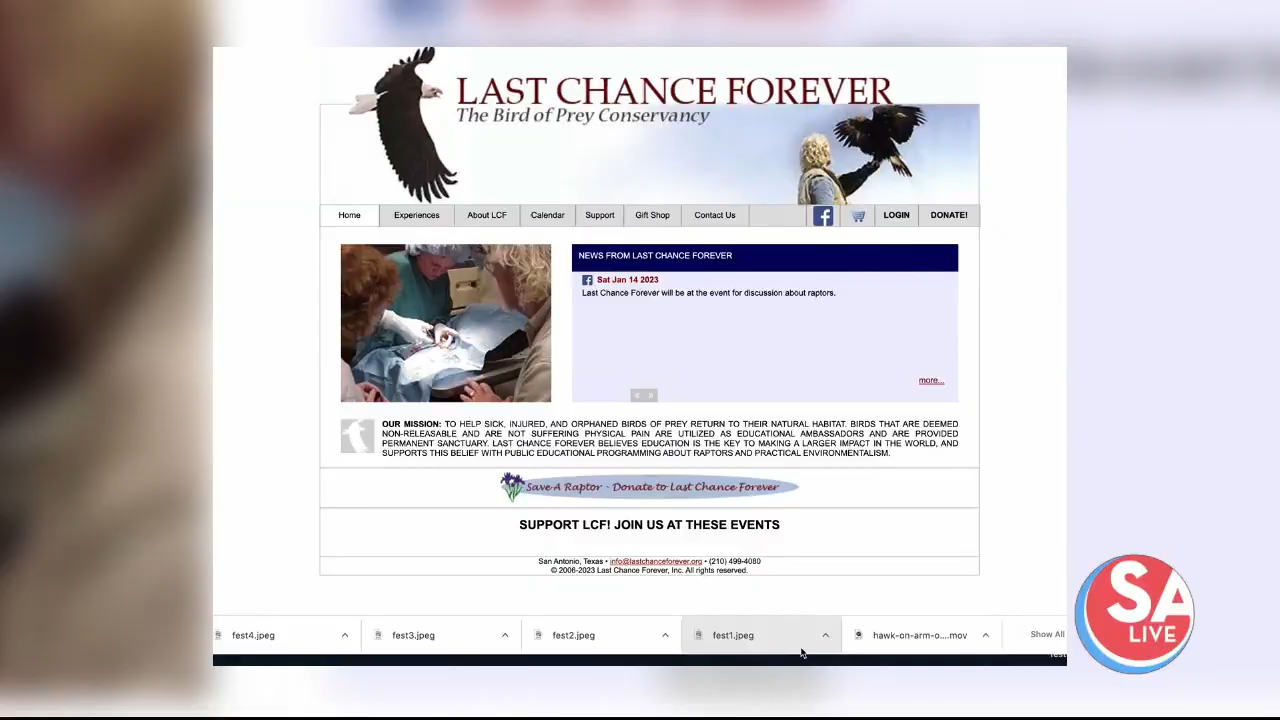 LAST CHANCE FOREVER
The Bird of Prey Conservancy
Home Experiences About LCF Calendar Support Gift Shop Contact Us f LOGIN DONATE!
NEWS FROM LAST CHANCE FOREVER
f Sat Jan 14 2023
Last Chance Forever will be at the event for discussion about raptors.
more...
« »
OUR MISSION: TO HELP SICK, INJURED, AND ORPHANED BIRDS OF PREY RETURN TO THEIR NATURAL HABITAT. BIRDS THAT ARE DEEMED
NON-RELEASABLE AND ARE NOT SUFFERING PHYSICAL PAIN ARE UTILIZED AS EDUCATIONAL AMBASSADORS AND ARE PROVIDED
PERMANENT SANCTUARY. LAST CHANCE FOREVER BELIEVES EDUCATION IS THE KEY TO MAKING A LARGER IMPACT IN THE WORLD, AND
SUPPORTS THIS BELIEF WITH PUBLIC EDUCATIONAL PROGRAMMING ABOUT RAPTORS AND PRACTICAL ENVIRONMENTALISM.
Save A Raptor - Donate to Last Chance Forever
SUPPORT LCF! JOIN US AT THESE EVENTS
San Antonio, Texas • info@lastchanceforever.org • (210) 499-4080
© 2006-2023 Last Chance Forever, Inc. All rights reserved.
fest4.jpeg fest3.jpeg fest2.jpeg fest1.jpeg hawk-on-arm-o....mov Show All
SA
LIVE